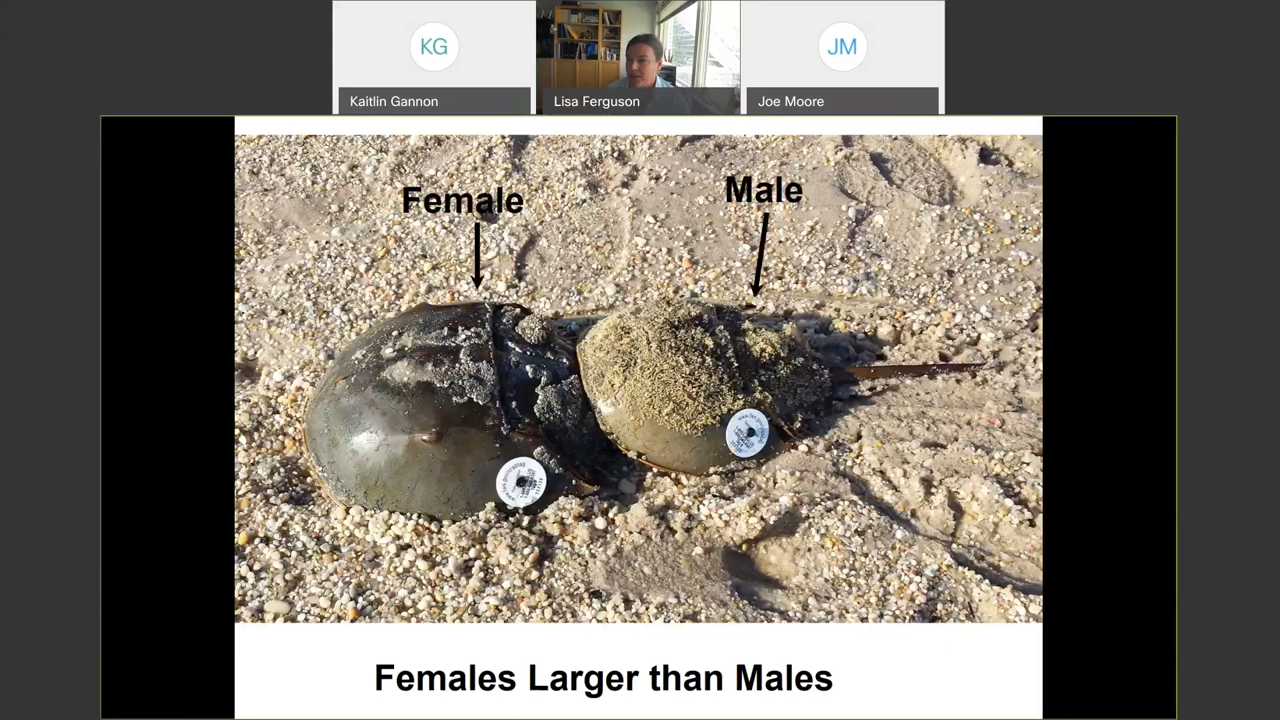 KG
JM
Kaitlin Gannon
Lisa Ferguson
Joe Moore
Female
Male
Females Larger than Males